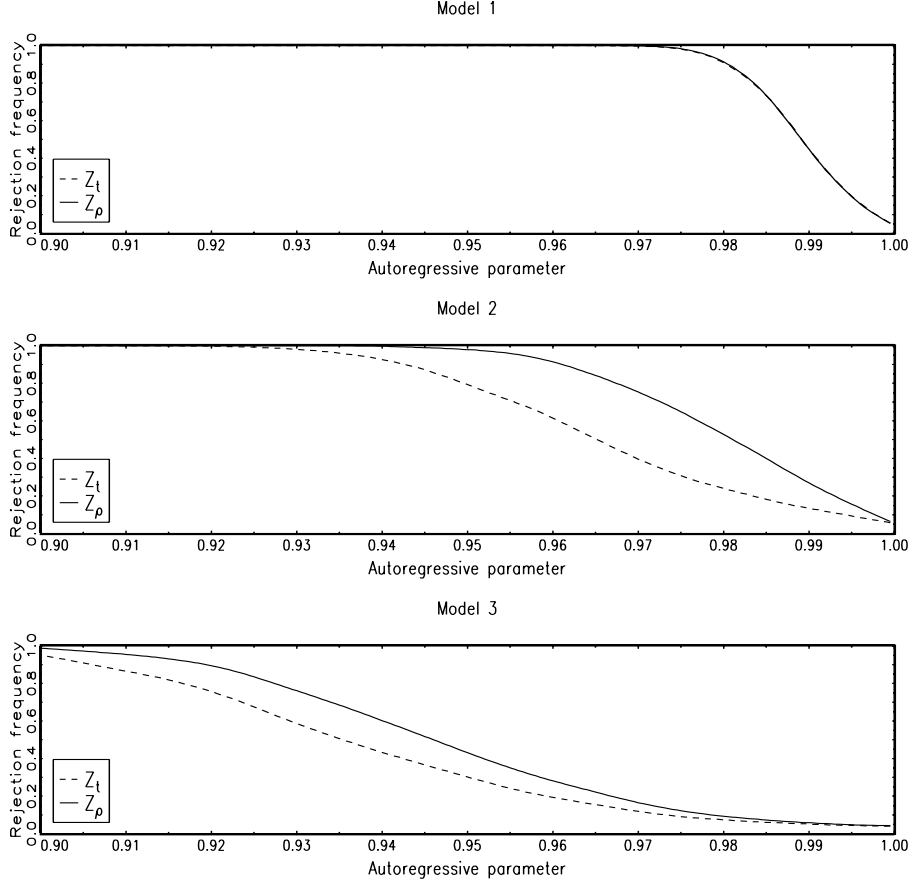 Model 1
Rejection frequency
0.0 0.2 0.4 0.6 0.8 1.0
Z_t
Z_ρ
0.90 0.91 0.92 0.93 0.94 0.95 0.96 0.97 0.98 0.99 1.00
Autoregressive parameter
Model 2
Rejection frequency
0.0 0.2 0.4 0.6 0.8 1.0
Z_t
Z_ρ
0.90 0.91 0.92 0.93 0.94 0.95 0.96 0.97 0.98 0.99 1.00
Autoregressive parameter
Model 3
Rejection frequency
0.0 0.2 0.4 0.6 0.8 1.0
Z_t
Z_ρ
0.90 0.91 0.92 0.93 0.94 0.95 0.96 0.97 0.98 0.99 1.00
Autoregressive parameter